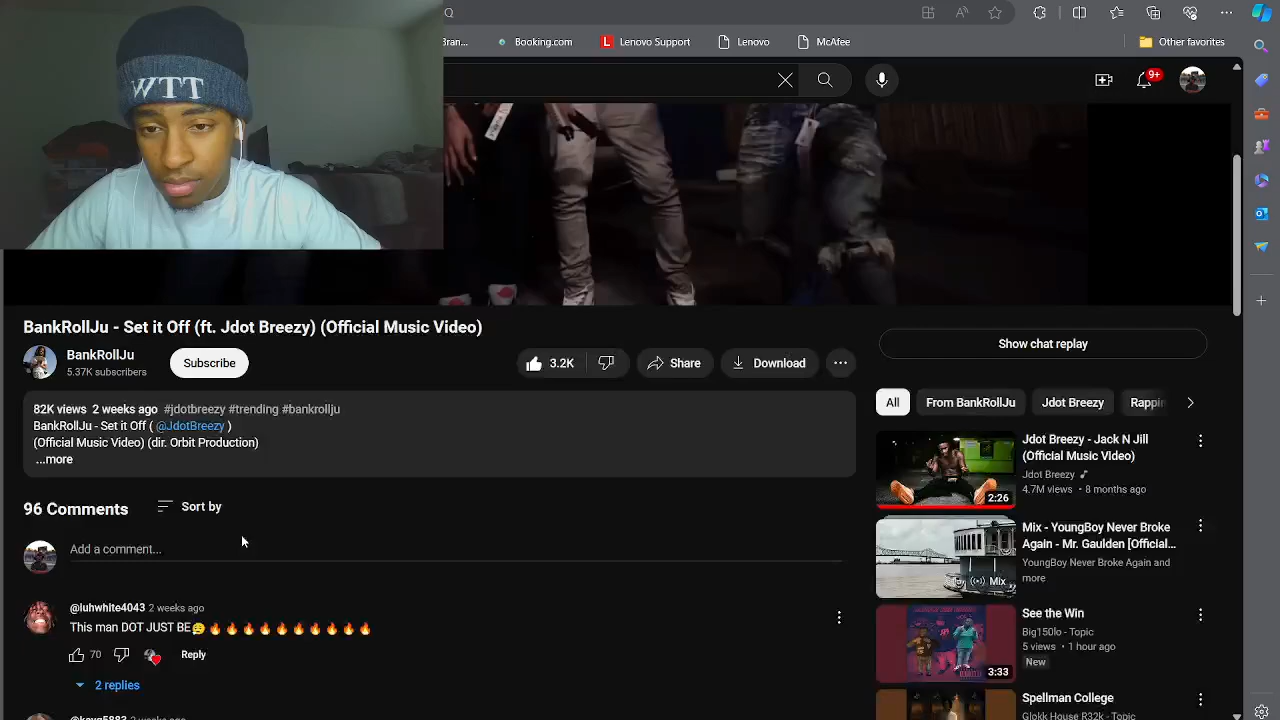 WTT
Q
Bran...
Booking.com
Lenovo Support
Lenovo
McAfee
Other favorites
9+
BankRollJu - Set it Off (ft. Jdot Breezy) (Official Music Video)
BankRollJu
5.37K subscribers
Subscribe
3.2K
Share
Download
82K views 2 weeks ago #jdotbreezy #trending #bankrollju
BankRollJu - Set it Off ( @JdotBreezy )
(Official Music Video) (dir. Orbit Production)
...more
96 Comments
Sort by
Add a comment...
@iuhwhite4043 2 weeks ago
This man DOT JUST BE😮‍💨🔥🔥🔥🔥🔥🔥🔥🔥🔥🔥
70
Reply
2 replies
2 weeks ago
Show chat replay
All
From BankRollJu
Jdot Breezy
Rappin
Jdot Breezy - Jack N Jill
(Official Music Video)
Jdot Breezy
4.7M views • 8 months ago
2:26
Mix - YoungBoy Never Broke
Again - Mr. Gaulden [Official...
YoungBoy Never Broke Again and
more
Mix
See the Win
Big150lo - Topic
5 views • 1 hour ago
New
3:33
Spellman College
Glokk House R32k - Topic